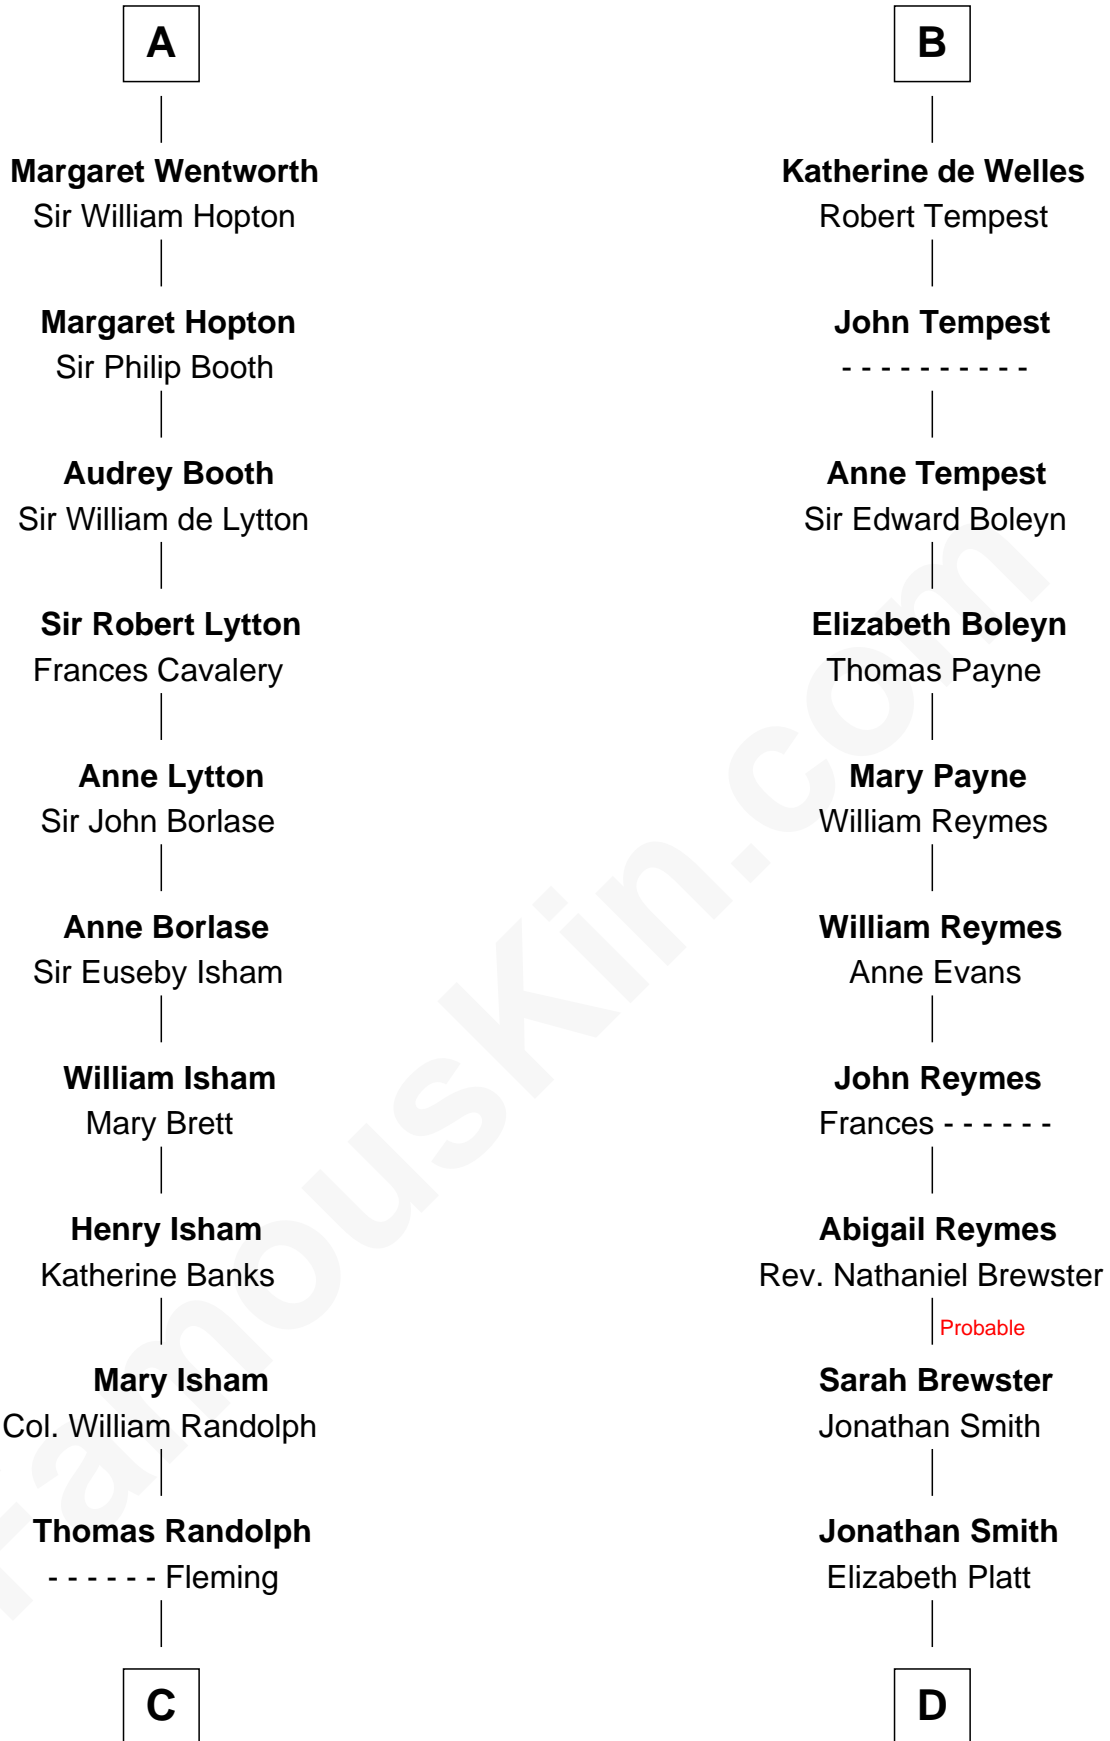 A
Margaret Wentworth
Sir William Hopton
Margaret Hopton
Sir Philip Booth
Audrey Booth
Sir William de Lytton
Sir Robert Lytton
Frances Cavalery
Anne Lytton
Sir John Borlase
Anne Borlase
Sir Euseby Isham
William Isham
Mary Brett
Henry Isham
Katherine Banks
Mary Isham
Col. William Randolph
Thomas Randolph
- - - - - - Fleming
C
B
Katherine de Welles
Robert Tempest
John Tempest
- - - - - - - - - -
Anne Tempest
Sir Edward Boleyn
Elizabeth Boleyn
Thomas Payne
Mary Payne
William Reymes
William Reymes
Anne Evans
John Reymes
Frances - - - - - -
Abigail Reymes
Rev. Nathaniel Brewster
Probable
Sarah Brewster
Jonathan Smith
Jonathan Smith
Elizabeth Platt
D
FamousKin.com